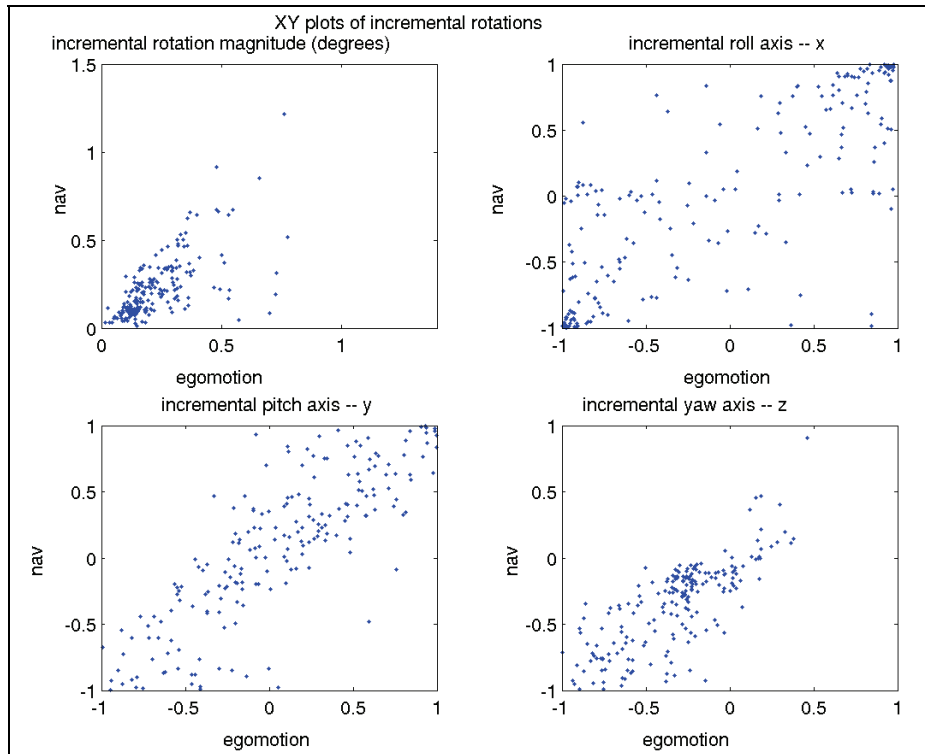 XY plots of incremental rotations
incremental rotation magnitude (degrees)
1.5
1
0.5
0
nav
0
0.5
1
egomotion
incremental roll axis -- x
1
0.5
0
-0.5
-1
nav
-1
-0.5
0
0.5
1
egomotion
incremental pitch axis -- y
1
0.5
0
-0.5
-1
nav
-1
-0.5
0
0.5
1
egomotion
incremental yaw axis -- z
1
0.5
0
-0.5
-1
nav
-1
-0.5
0
0.5
1
egomotion